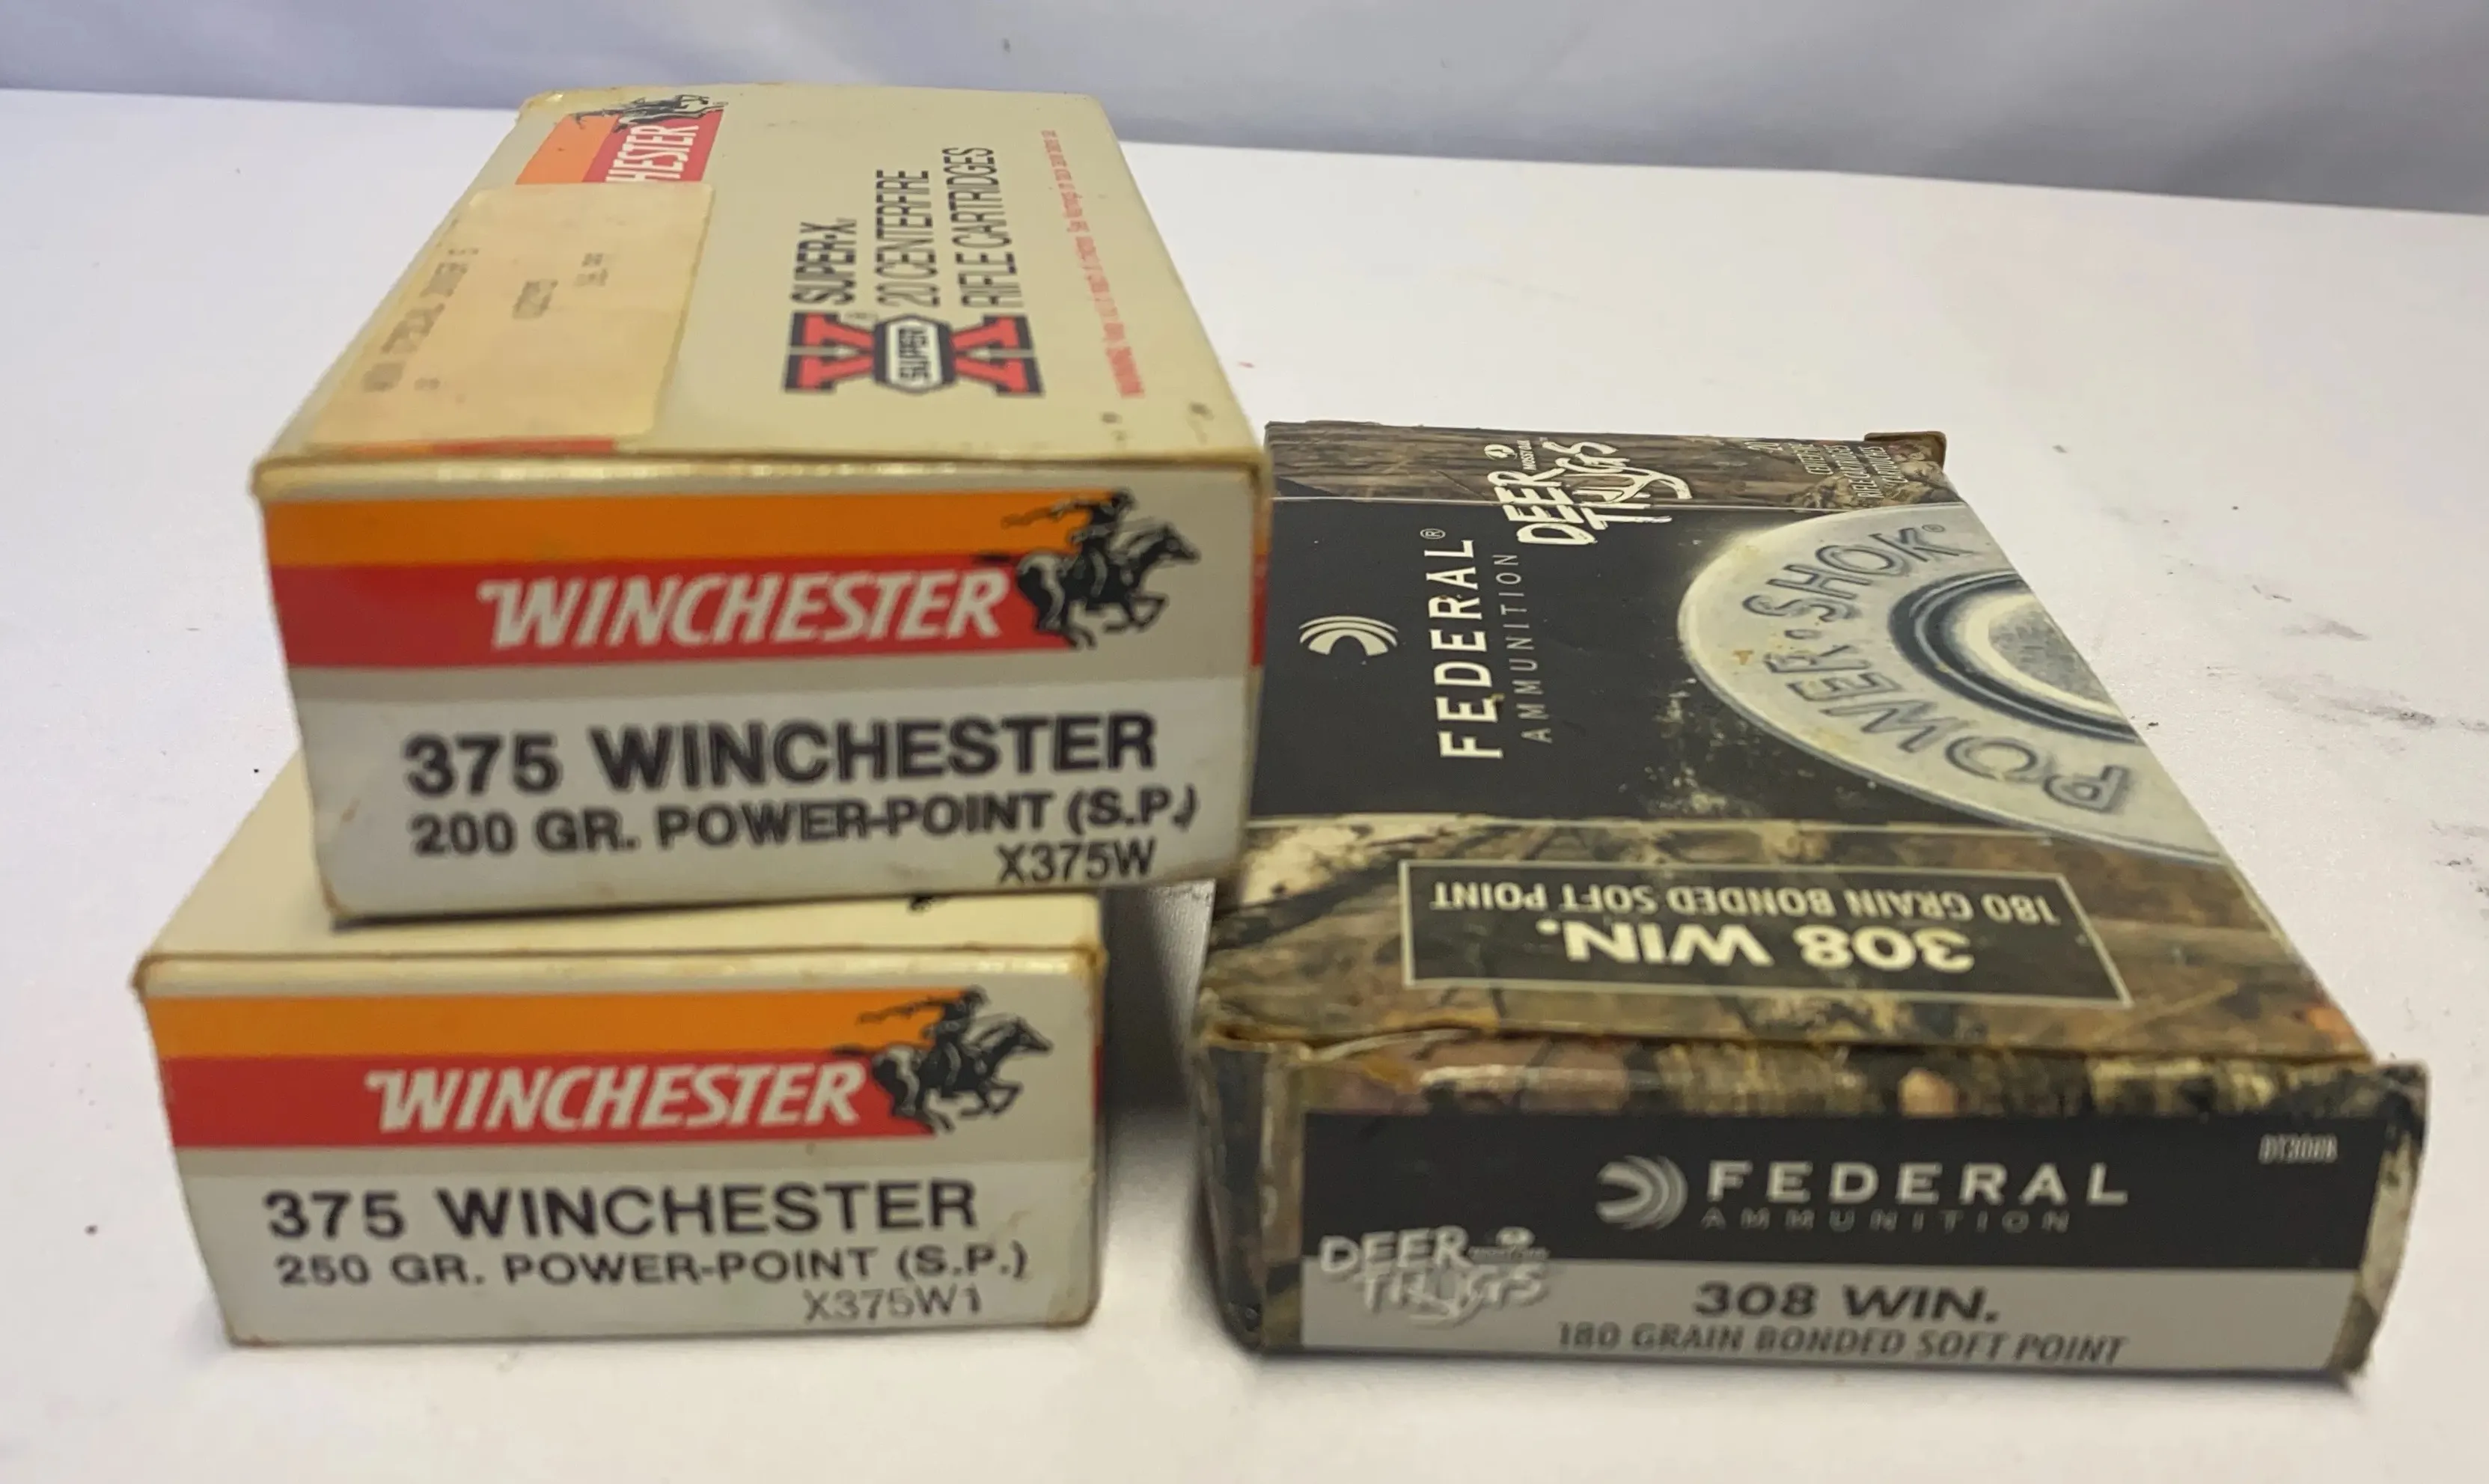 HESTER
SUPER-X
20 CENTERFIRE
RIFLE CARTRIDGES
SUPER
X
WINCHESTER
375 WINCHESTER
200 GR. POWER-POINT (S.P.)
X375W
WINCHESTER
375 WINCHESTER
250 GR. POWER-POINT (S.P.)
X375W1
DEER
THUGS
FEDERAL®
AMMUNITION
POWER·SHOK®
308 WIN.
180 GRAIN BONDED SOFT POINT
FEDERAL
AMMUNITION
DEER
THUGS
308 WIN.
180 GRAIN BONDED SOFT POINT